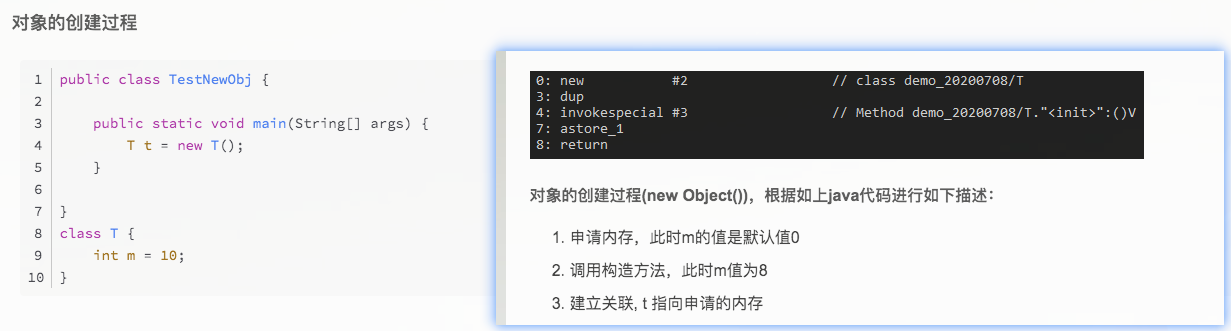 对象的创建过程
1 public class TestNewObj {
2
3 public static void main(String[] args) {
4 T t = new T();
5 }
6
7 }
8 class T {
9 int m = 10;
10 }
0: new #2 // class demo_20200708/T
3: dup
4: invokespecial #3 // Method demo_20200708/T."<init>":()V
7: astore_1
8: return
对象的创建过程(new Object())，根据如上java代码进行如下描述：
1. 申请内存，此时m的值是默认值0
2. 调用构造方法，此时m值为8
3. 建立关联, t 指向申请的内存